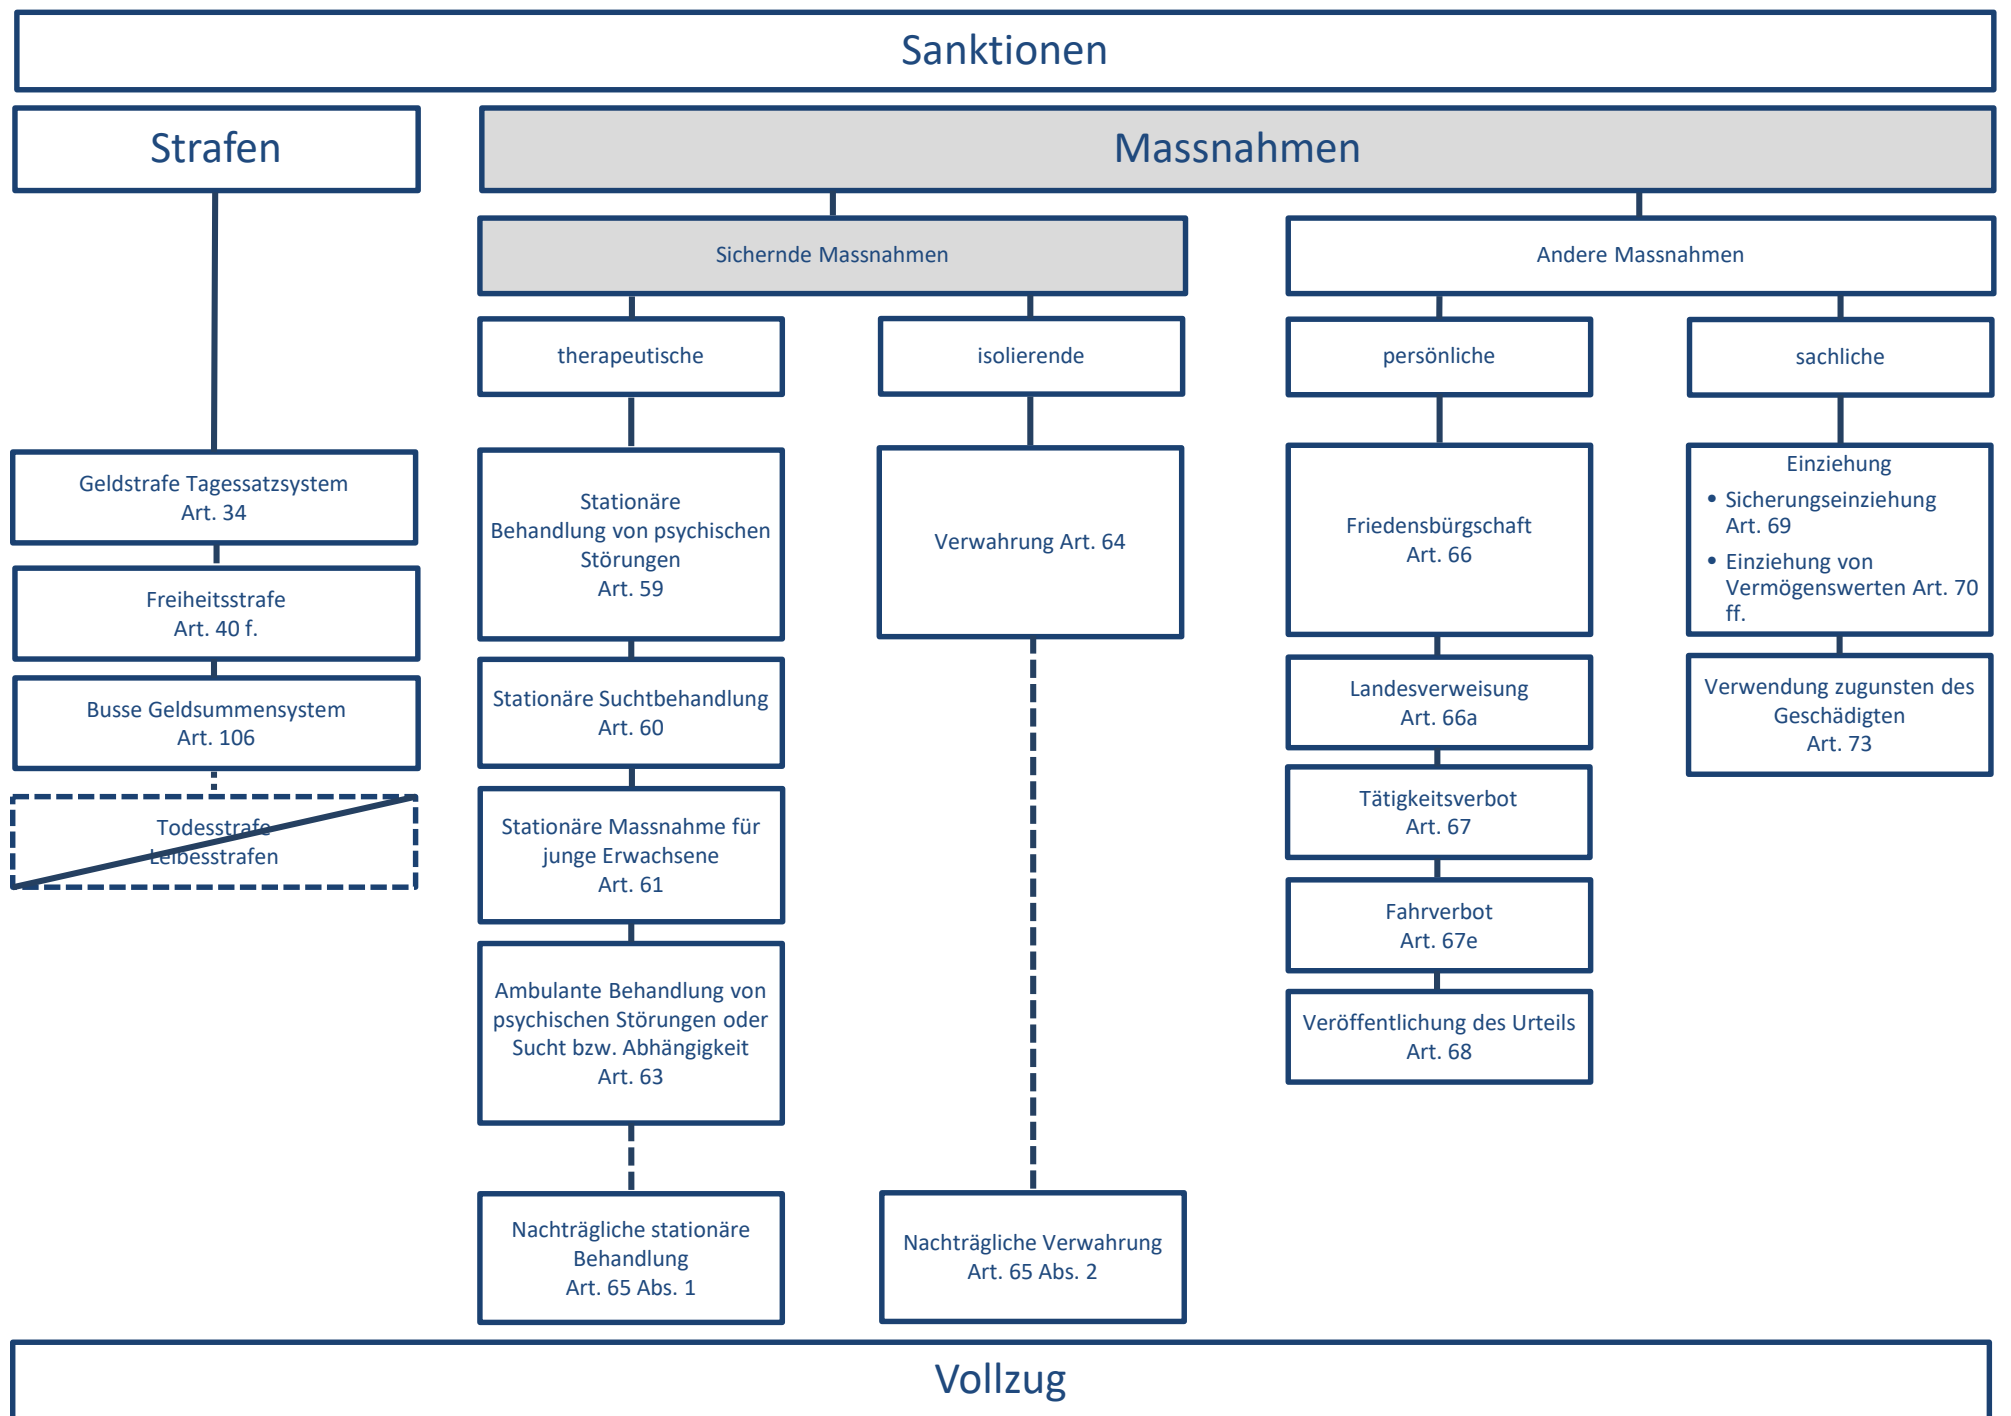 Sanktionen
Strafen
Massnahmen
Sichernde Massnahmen
Andere Massnahmen
therapeutische
isolierende
persönliche
sachliche
Geldstrafe Tagessatzsystem
Art. 34
Freiheitsstrafe
Art. 40 f.
Busse Geldsummensystem
Art. 106
Todesstrafe
Leibesstrafen
Stationäre
Behandlung von psychischen
Störungen
Art. 59
Stationäre Suchtbehandlung
Art. 60
Stationäre Massnahme für
junge Erwachsene
Art. 61
Ambulante Behandlung von
psychischen Störungen oder
Sucht bzw. Abhängigkeit
Art. 63
Nachträgliche stationäre
Behandlung
Art. 65 Abs. 1
Verwahrung Art. 64
Nachträgliche Verwahrung
Art. 65 Abs. 2
Friedensbürgschaft
Art. 66
Landesverweisung
Art. 66a
Tätigkeitsverbot
Art. 67
Fahrverbot
Art. 67e
Veröffentlichung des Urteils
Art. 68
Einziehung
• Sicherungseinziehung
Art. 69
• Einziehung von
Vermögenswerten Art. 70
ff.
Verwendung zugunsten des
Geschädigten
Art. 73
Vollzug